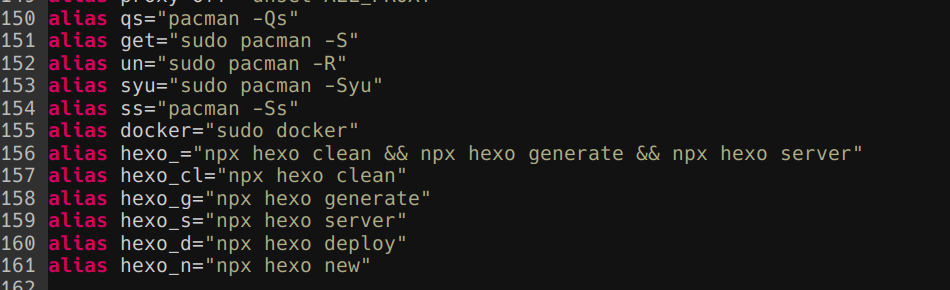 150 alias qs="pacman -Qs"
151 alias get="sudo pacman -S"
152 alias un="sudo pacman -R"
153 alias syu="sudo pacman -Syu"
154 alias ss="pacman -Ss"
155 alias docker="sudo docker"
156 alias hexo_="npx hexo clean && npx hexo generate && npx hexo server"
157 alias hexo_cl="npx hexo clean"
158 alias hexo_g="npx hexo generate"
159 alias hexo_s="npx hexo server"
160 alias hexo_d="npx hexo deploy"
161 alias hexo_n="npx hexo new"
162